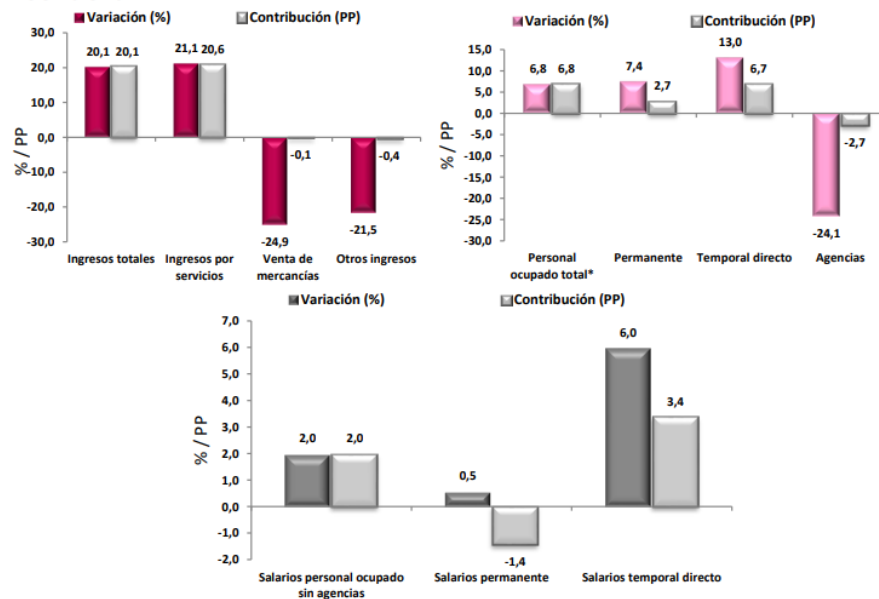 Variación (%) Contribución (PP)
30,0
20,0
10,0
0,0
-10,0
-20,0
-30,0
% / PP
20,1 20,1
21,1 20,6
-24,9 -0,1
-21,5 -0,4
Ingresos totales
Ingresos por
servicios
Venta de
mercancías
Otros ingresos
Variación (%) Contribución (PP)
15,0
10,0
5,0
0,0
-5,0
-10,0
-15,0
-20,0
-25,0
-30,0
% / PP
6,8 6,8
7,4 2,7
13,0 6,7
-24,1 -2,7
Personal
ocupado total*
Permanente
Temporal directo
Agencias
Variación (%) Contribución (PP)
7,0
6,0
5,0
4,0
3,0
2,0
1,0
0,0
-1,0
-2,0
% / PP
2,0 2,0
0,5 -1,4
6,0 3,4
Salarios personal ocupado
sin agencias
Salarios permanente
Salarios temporal directo